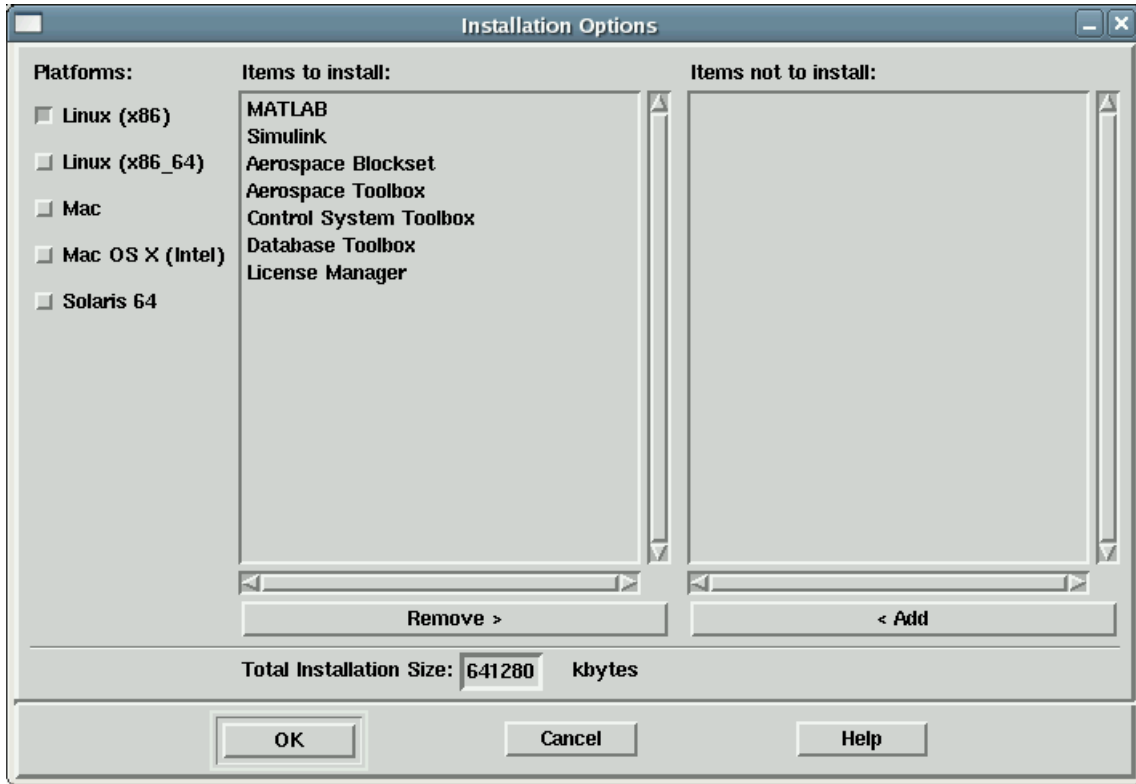 Installation Options
Platforms:
Linux (x86)
Linux (x86_64)
Mac
Mac OS X (Intel)
Solaris 64
Items to install:
MATLAB
Simulink
Aerospace Blockset
Aerospace Toolbox
Control System Toolbox
Database Toolbox
License Manager
Remove >
Items not to install:
< Add
Total Installation Size: 641280 kbytes
OK
Cancel
Help